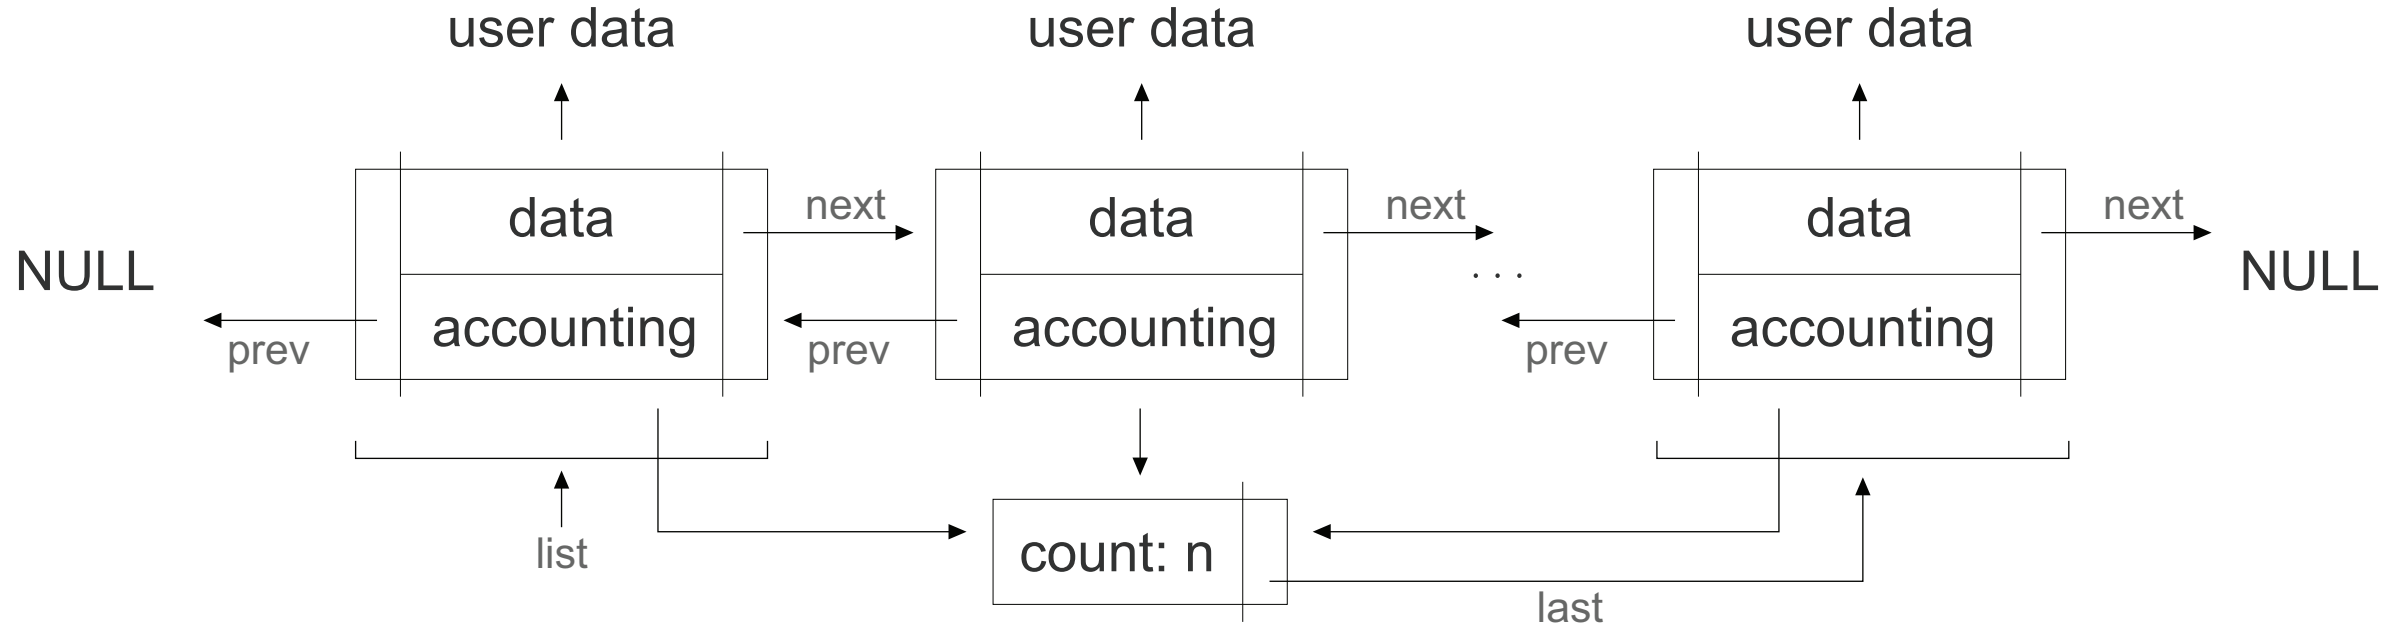 user data user data user data
data data data
next next next
NULL . . . NULL
accounting accounting accounting
prev prev prev
list
count: n
last